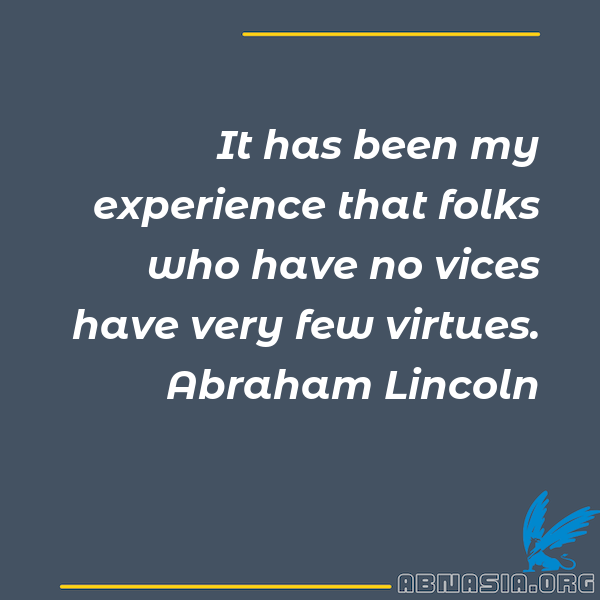 It has been my
experience that folks
who have no vices
have very few virtues.
Abraham Lincoln
ABNASIA.ORG